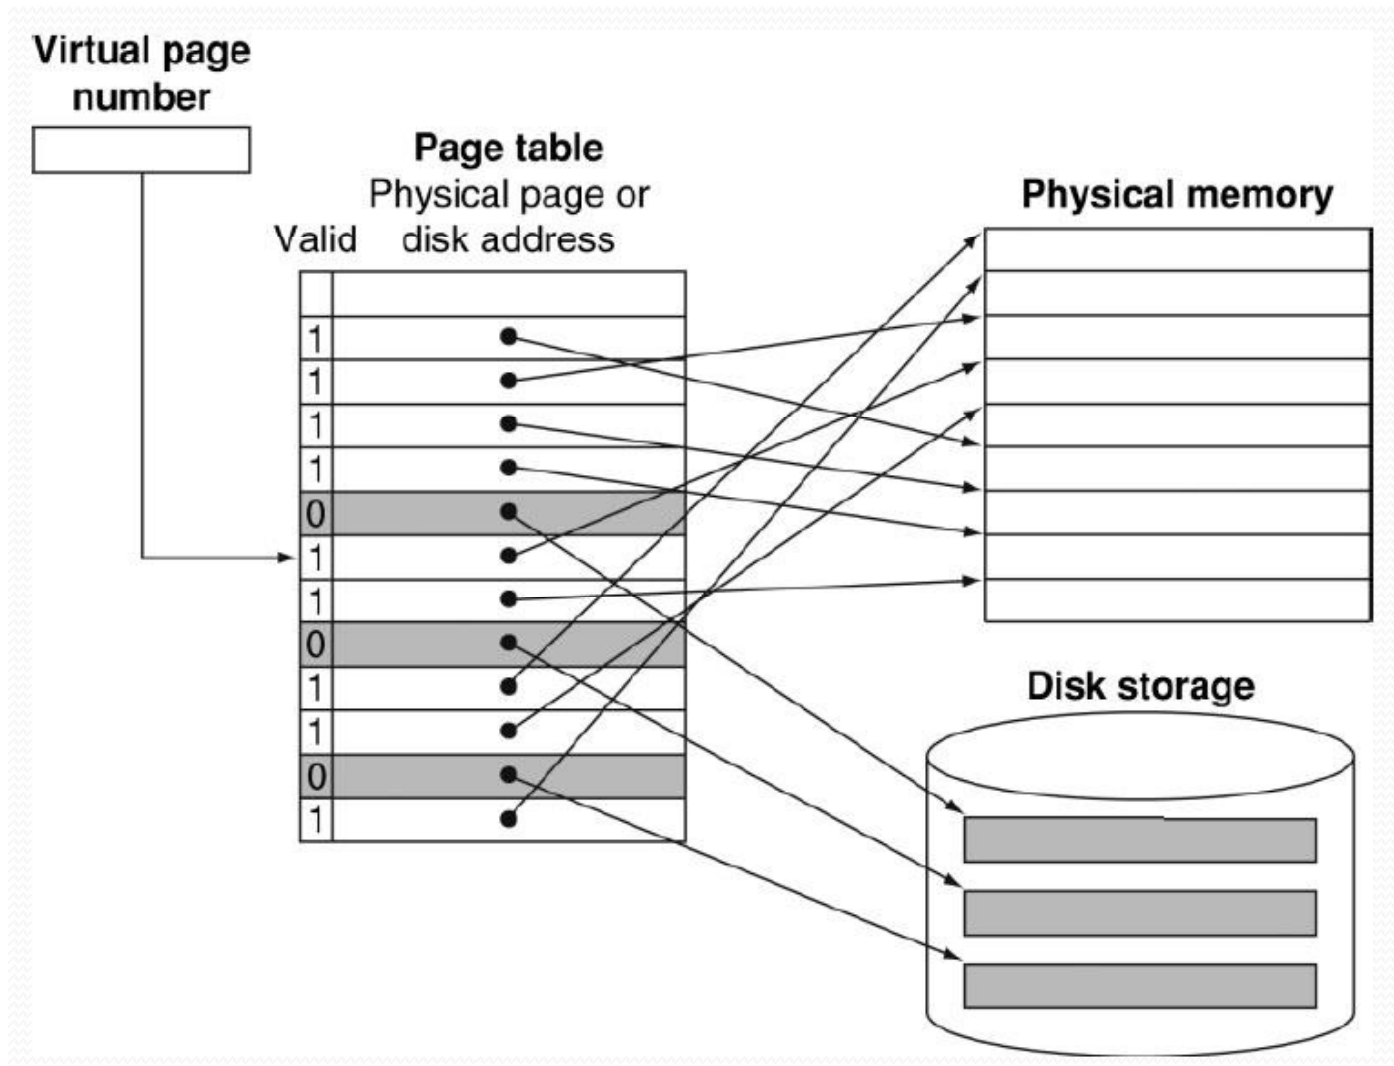 Virtual page
number
Page table
Physical page or
Valid disk address
Physical memory
1
1
1
1
0
1
1
0
1
1
0
1
Disk storage